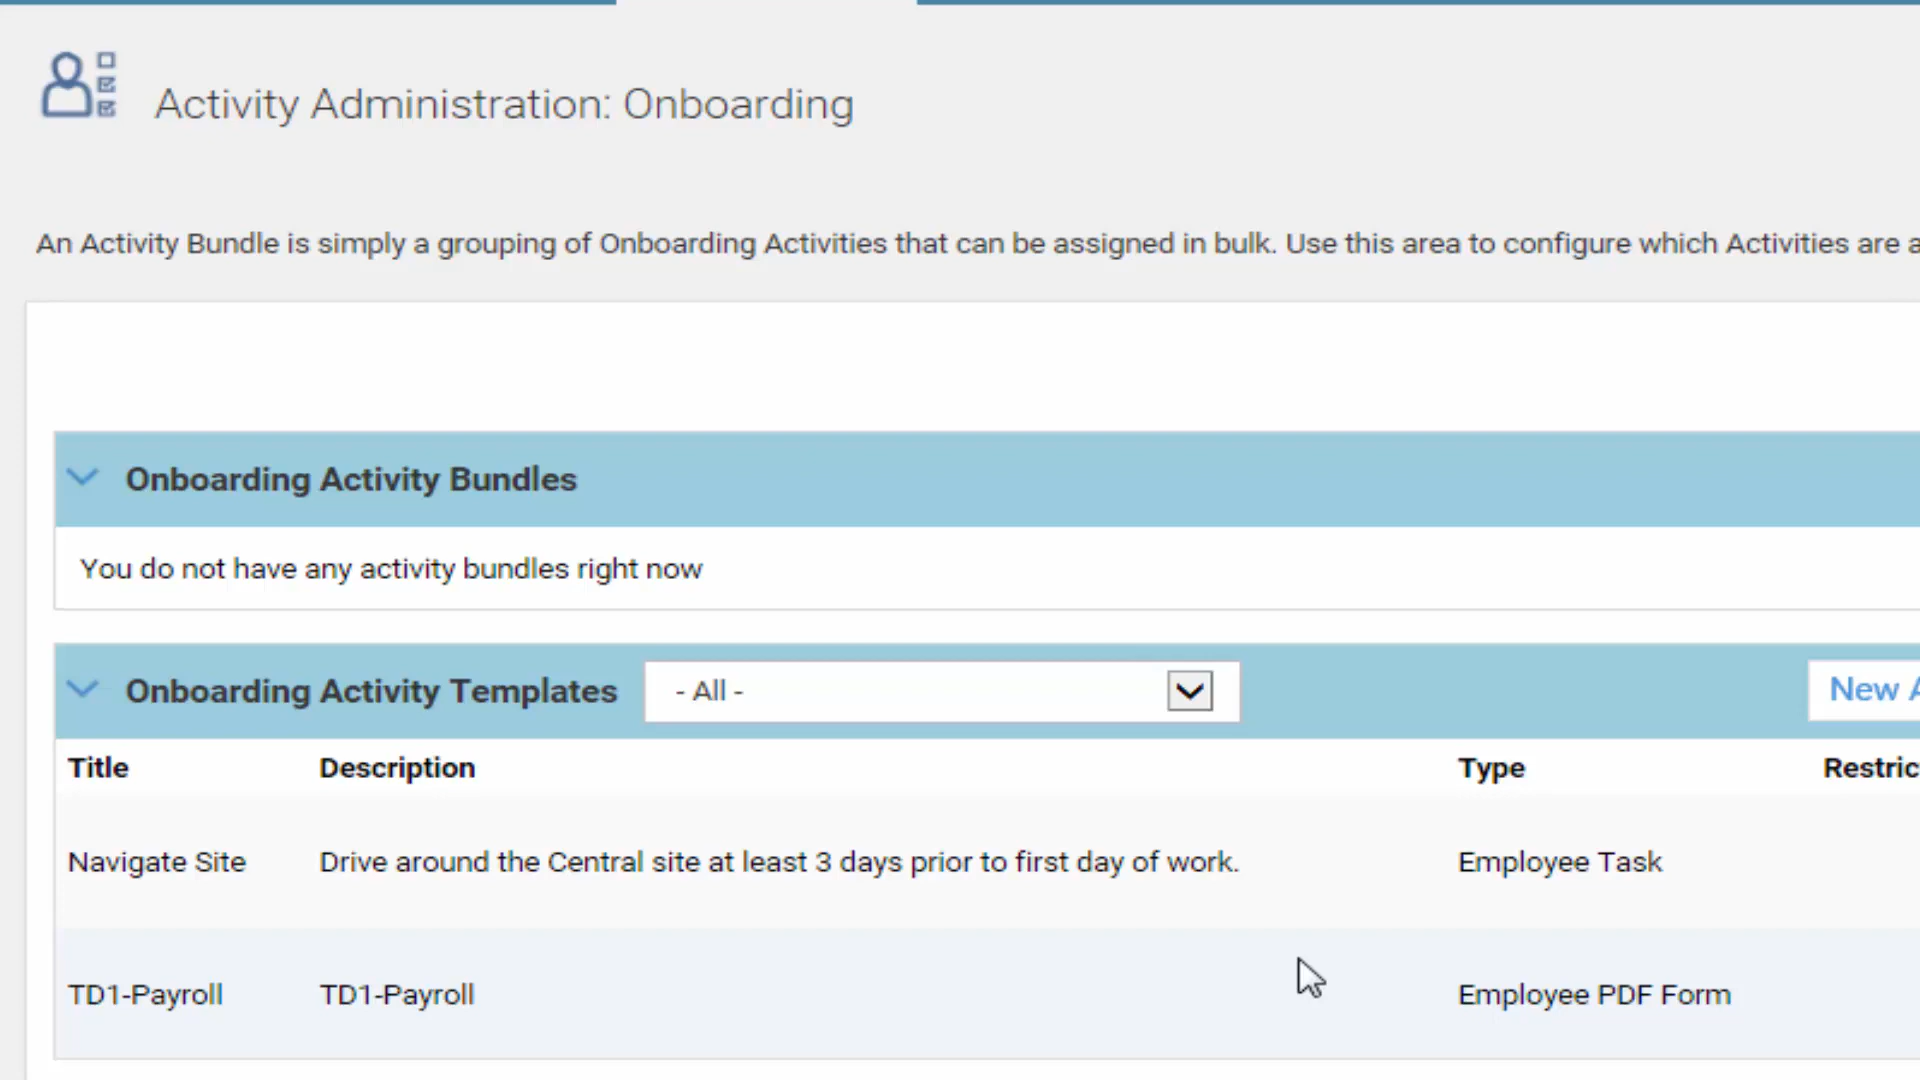 Activity Administration: Onboarding
An Activity Bundle is simply a grouping of Onboarding Activities that can be assigned in bulk. Use this area to configure which Activities are
Onboarding Activity Bundles
You do not have any activity bundles right now
Onboarding Activity Templates - All - New
Title Description Type
Navigate Site Drive around the Central site at least 3 days prior to first day of work. Employee Task
TD1-Payroll TD1-Payroll Employee PDF Form